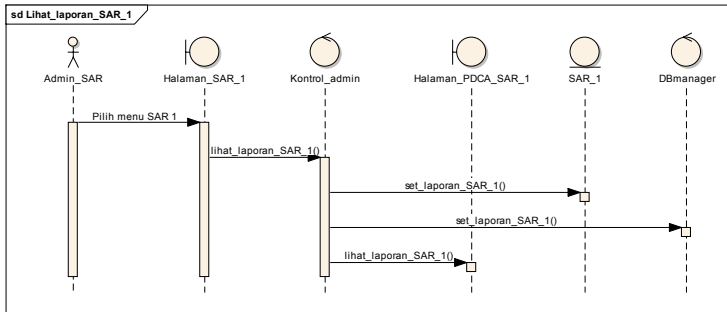 sd Lihat_laporan_SAR_1
Admin_SAR
Halaman_SAR_1
Kontrol_admin
Halaman_PDCA_SAR_1
SAR_1
DBmanager
Pilih menu SAR 1
lihat_laporan_SAR_1()
set_laporan_SAR_1()
set_laporan_SAR_1()
lihat_laporan_SAR_1()